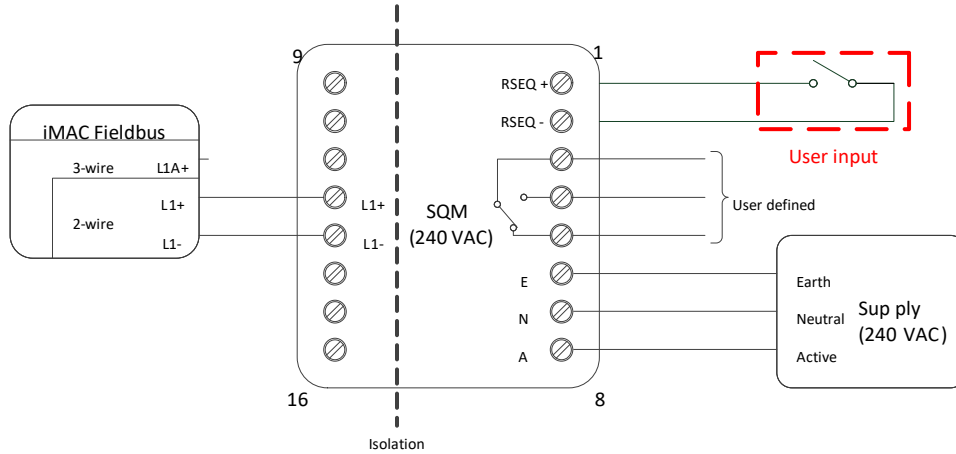 9
1
RSEQ +
RSEQ -
iMAC Fieldbus
3-wire
L1A+
L1+
2-wire
L1-
L1+
L1-
SQM
(240 VAC)
User input
User defined
E
N
A
Earth
Neutral
Active
Sup ply
(240 VAC)
16
8
Isolation